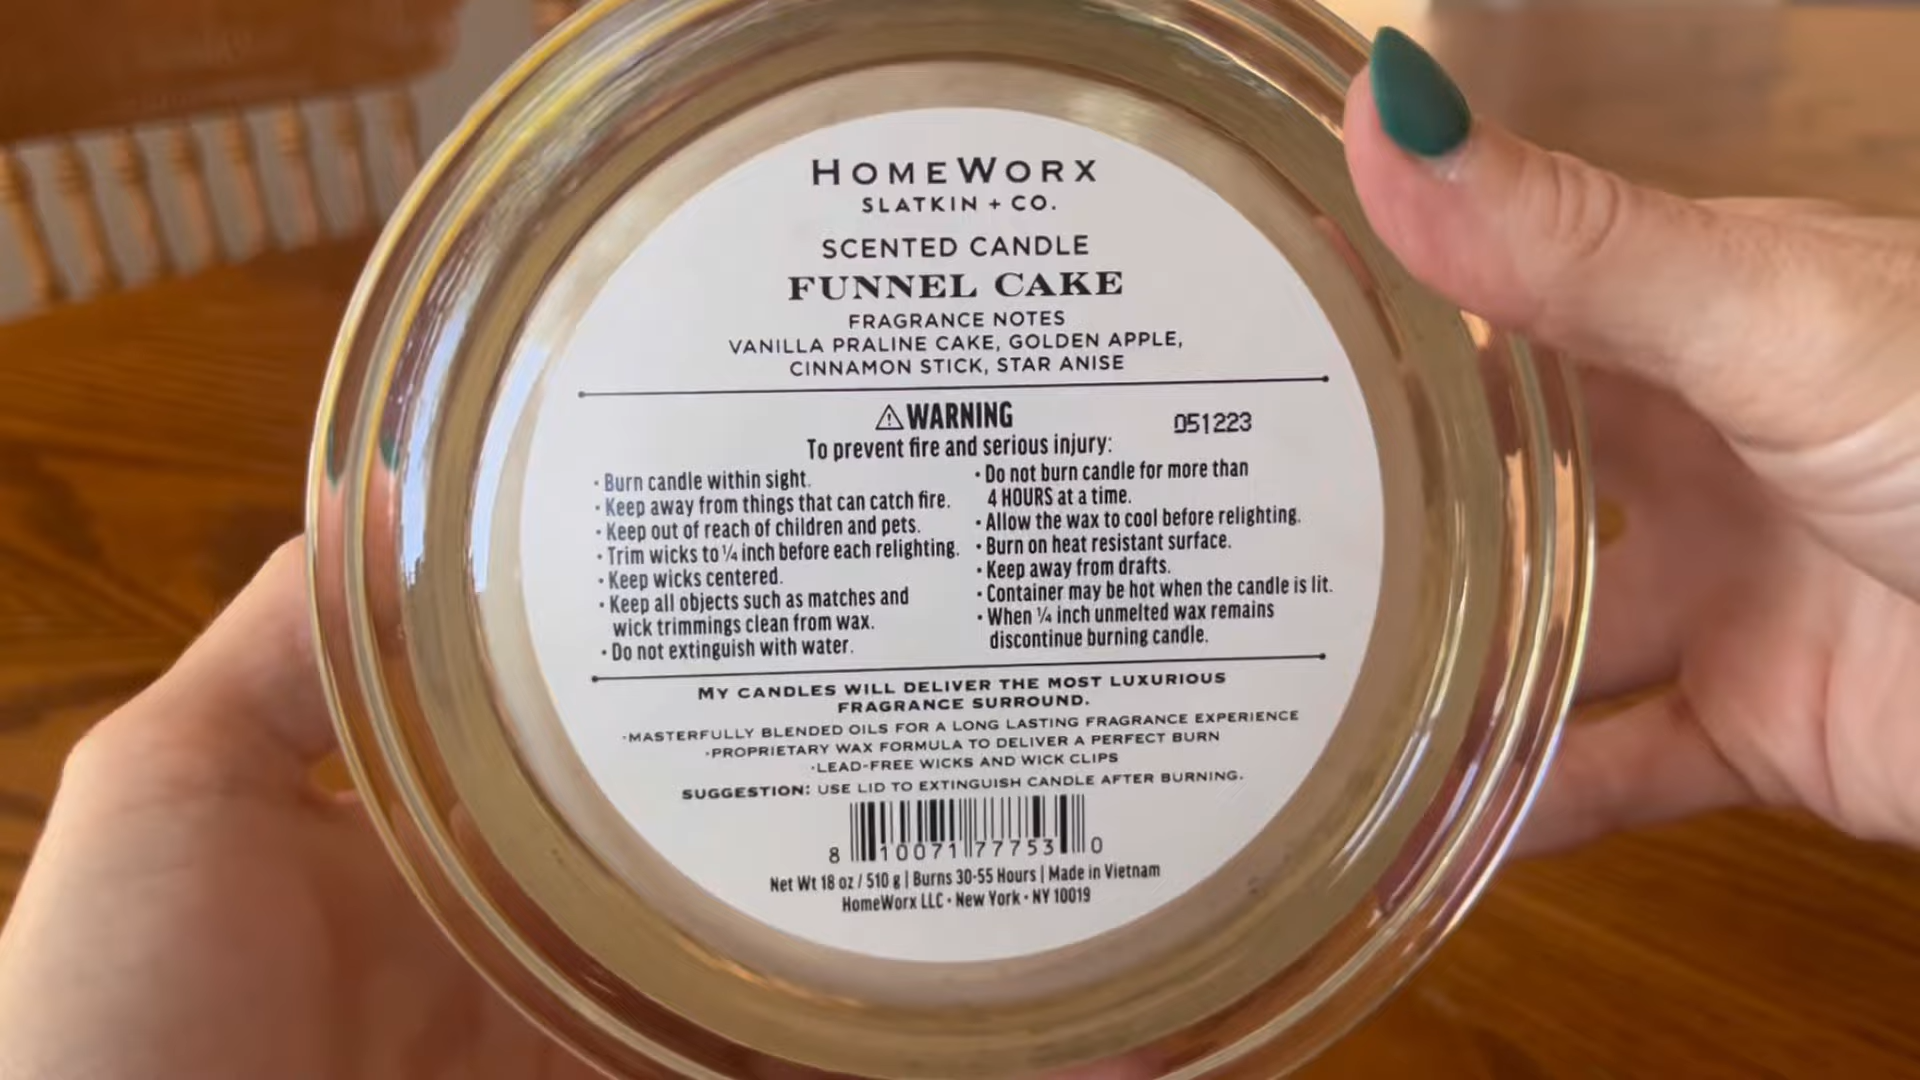 HOMEWORX
SLATKIN + CO.
SCENTED CANDLE
FUNNEL CAKE
FRAGRANCE NOTES
VANILLA PRALINE CAKE, GOLDEN APPLE,
CINNAMON STICK, STAR ANISE
⚠ WARNING
051223
To prevent fire and serious injury:
• Burn candle within sight.
• Keep away from things that can catch fire.
• Keep out of reach of children and pets.
• Trim wicks to ¼ inch before each relighting.
• Keep wicks centered.
• Keep all objects such as matches and
wick trimmings clean from wax.
• Do not extinguish with water.
• Do not burn candle for more than
4 HOURS at a time.
• Allow the wax to cool before relighting.
• Burn on heat resistant surface.
• Keep away from drafts.
• Container may be hot when the candle is lit.
• When ¼ inch unmelted wax remains
discontinue burning candle.
MY CANDLES WILL DELIVER THE MOST LUXURIOUS
FRAGRANCE SURROUND.
•MASTERFULLY BLENDED OILS FOR A LONG LASTING FRAGRANCE EXPERIENCE
•PROPRIETARY WAX FORMULA TO DELIVER A PERFECT BURN
•LEAD-FREE WICKS AND WICK CLIPS
SUGGESTION: USE LID TO EXTINGUISH CANDLE AFTER BURNING.
8 10071 77753 0
Net Wt 18 oz / 510 g | Burns 30-55 Hours | Made in Vietnam
HomeWorx LLC • New York • NY 10019